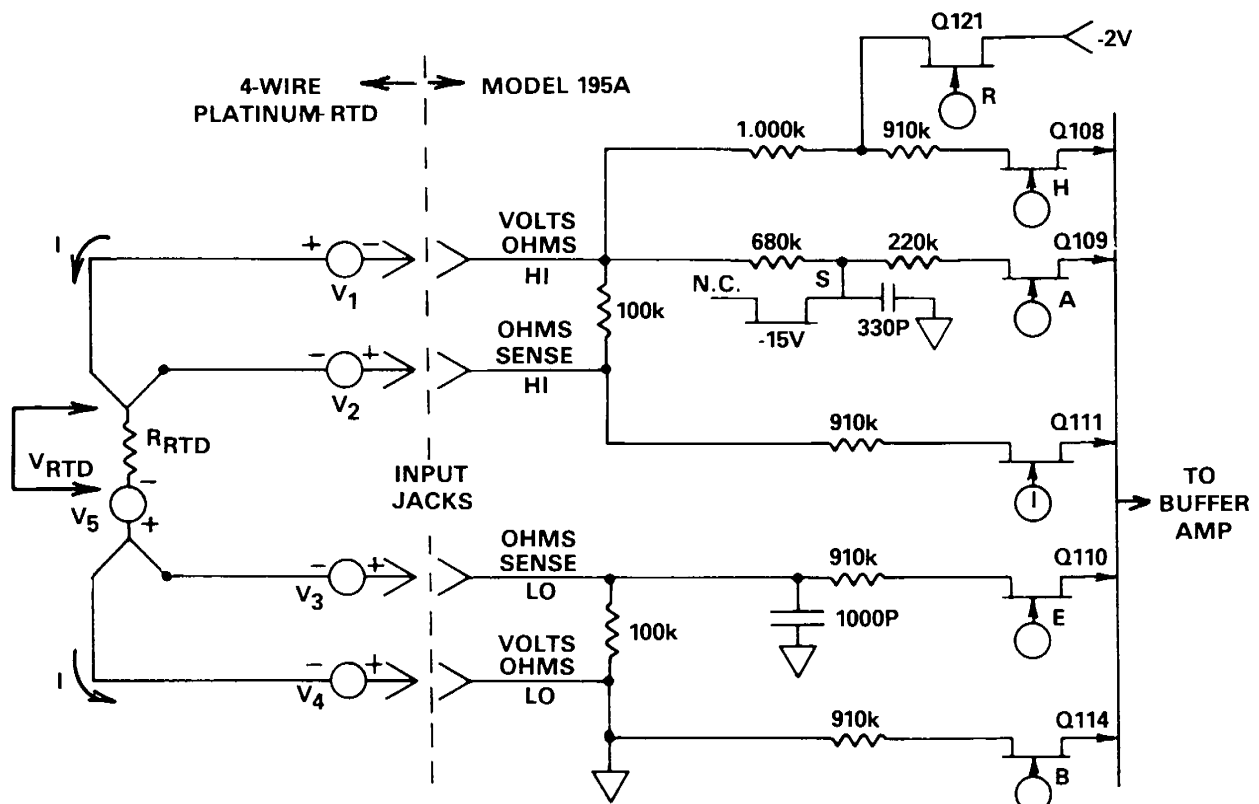 Q121
-2V
4-WIRE
PLATINUM-RTD
MODEL 195A
R
1.000k
910k
Q108
H
VOLTS
OHMS
HI
I
+
-
V1
680k
220k
Q109
S
A
N.C.
-15V
330P
100k
OHMS
SENSE
HI
-
+
V2
910k
Q111
I
RRTD
VRTD
-
V5
+
INPUT
JACKS
TO
BUFFER
AMP
OHMS
SENSE
LO
-
+
V3
910k
Q110
E
1000P
100k
VOLTS
OHMS
LO
I
-
+
V4
910k
Q114
B